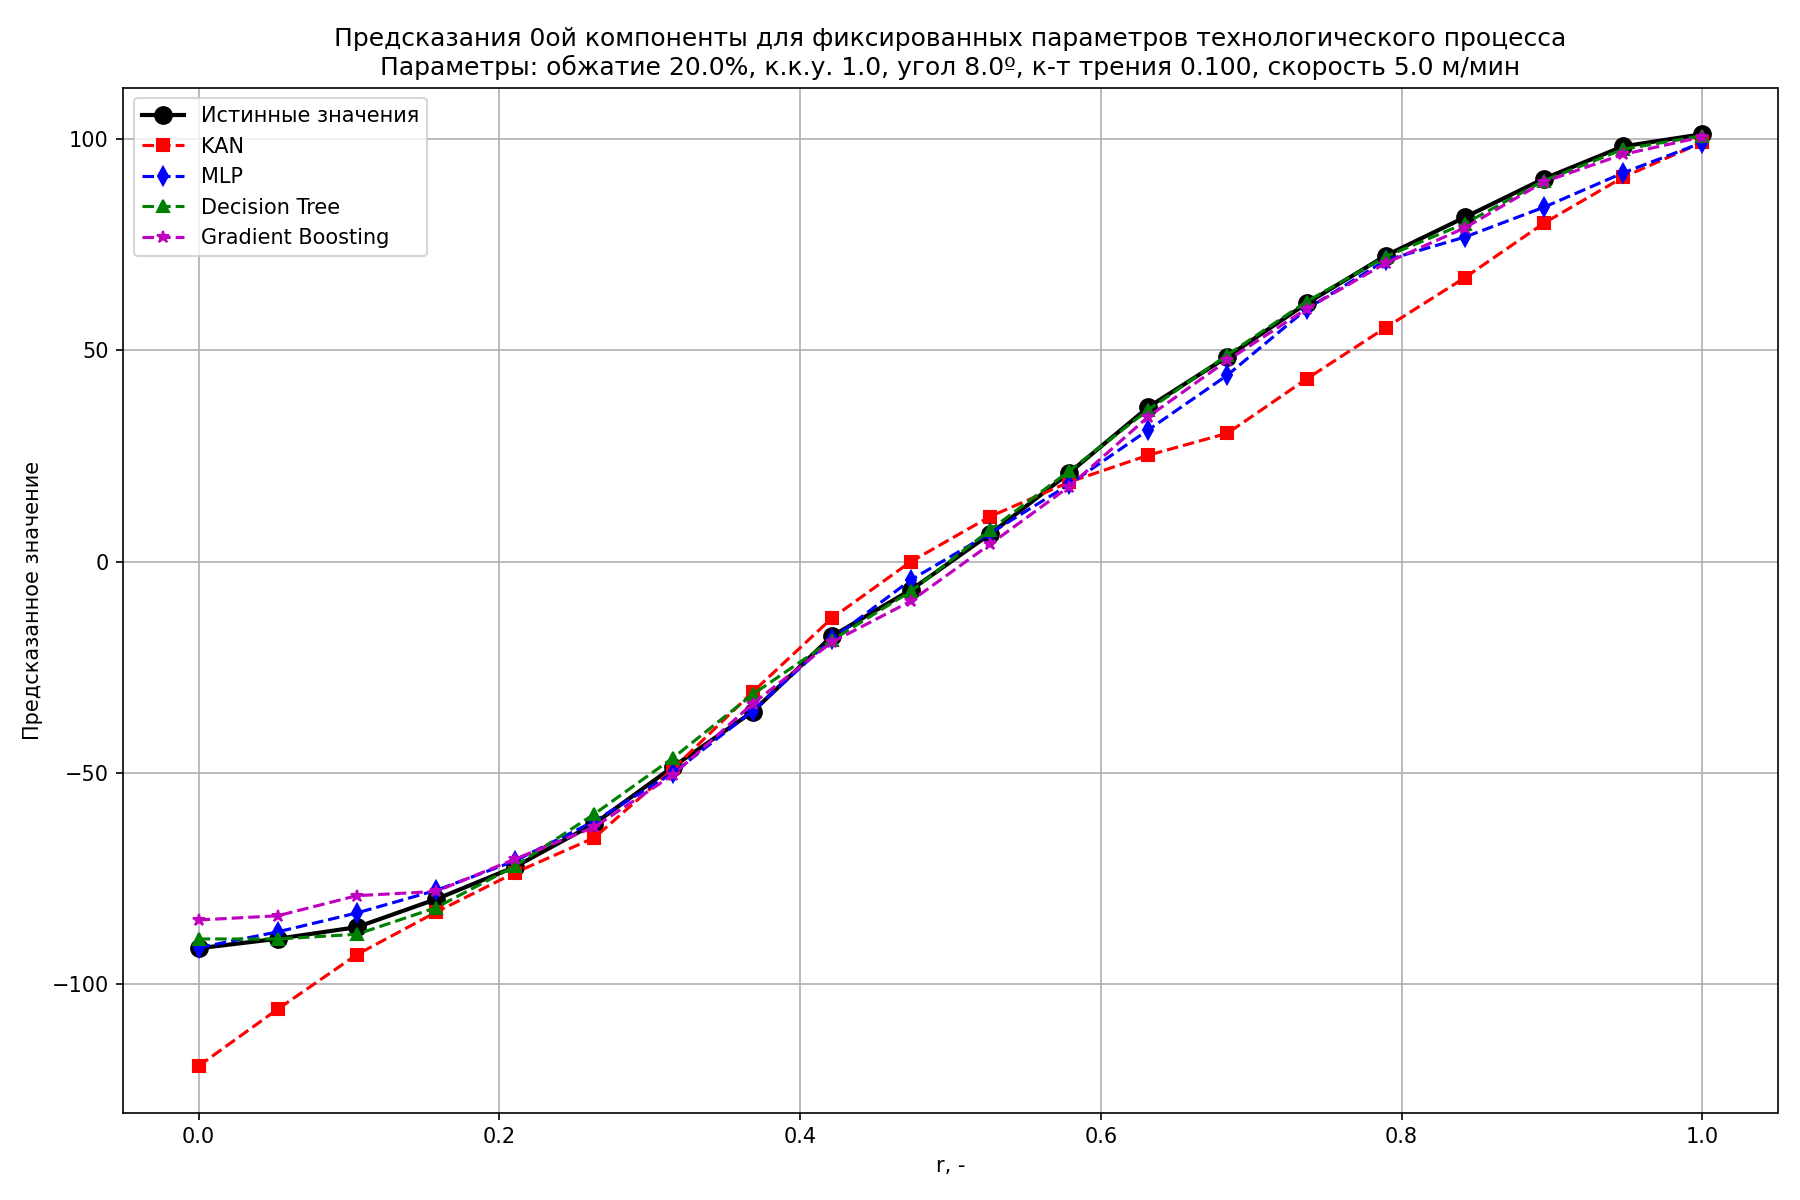 Предсказания 0ой компоненты для фиксированных параметров технологического процесса
Параметры: обжатие 20.0%, к.к.у. 1.0, угол 8.0º, к-т трения 0.100, скорость 5.0 м/мин
Истинные значения
KAN
MLP
Decision Tree
Gradient Boosting
Предсказанное значение
100
50
0
−50
−100
0.0
0.2
0.4
0.6
0.8
1.0
r, -